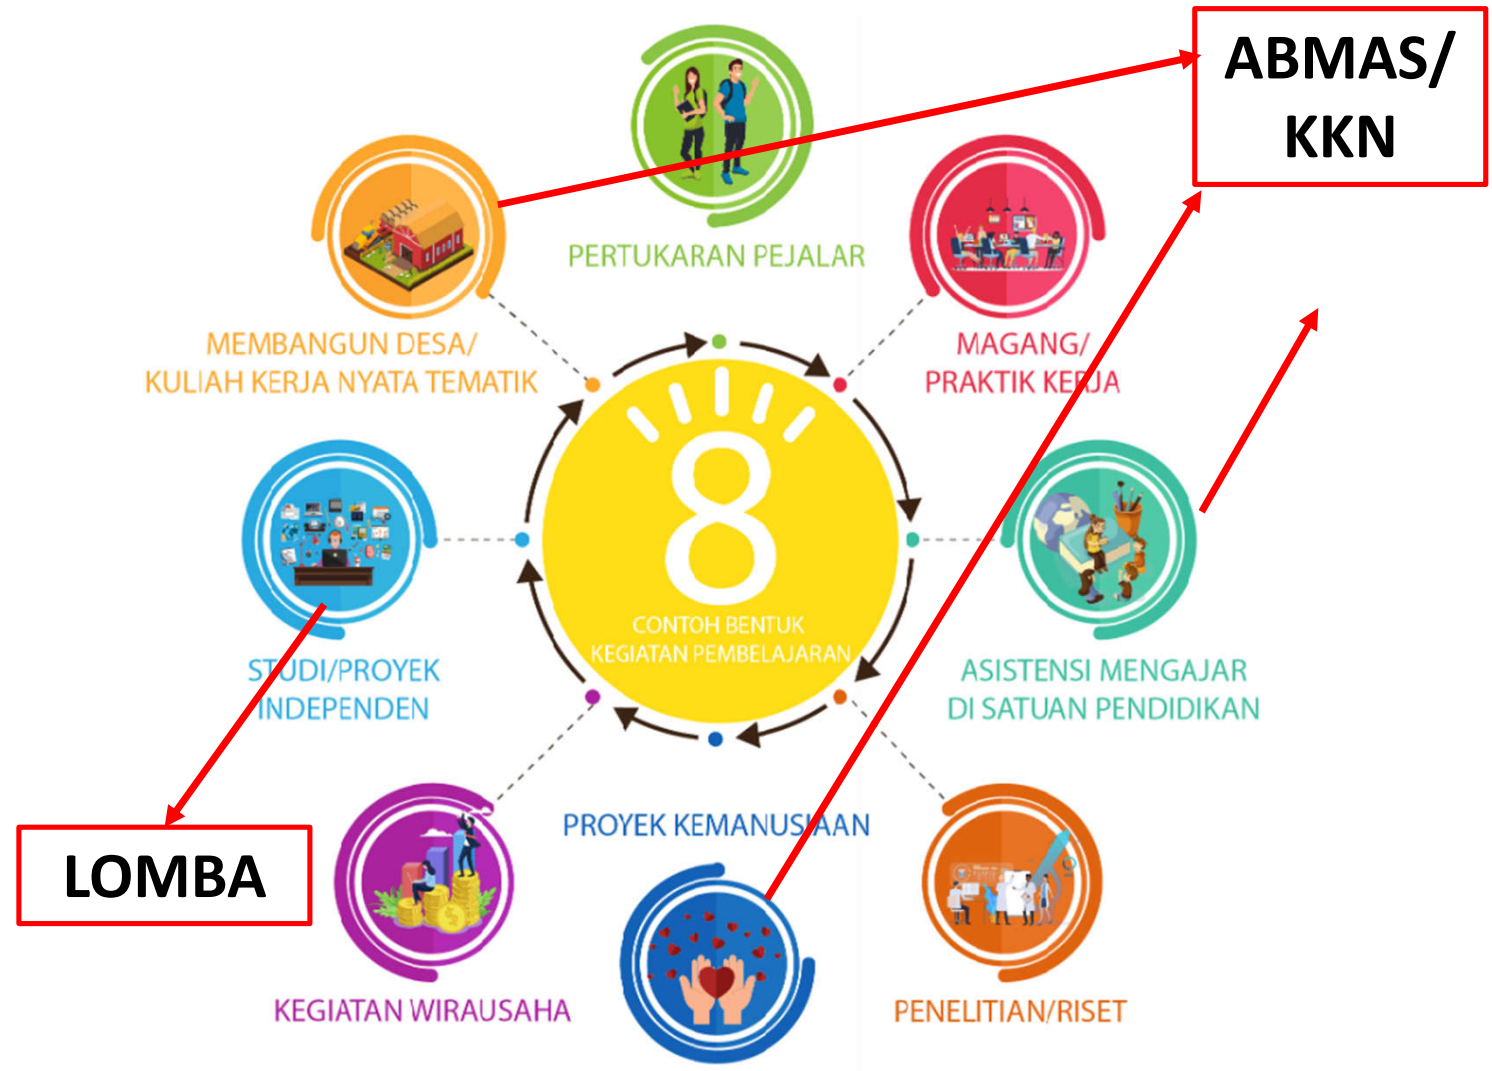 ABMAS/
KKN
PERTUKARAN PEJALAR
MEMBANGUN DESA/
KULIAH KERJA NYATA TEMATIK
MAGANG/
PRAKTIK KERJA
8
CONTOH BENTUK
KEGIATAN PEMBELAJARAN
STUDI/PROYEK
INDEPENDEN
ASISTENSI MENGAJAR
DI SATUAN PENDIDIKAN
LOMBA
PROYEK KEMANUSIAAN
KEGIATAN WIRAUSAHA
PENELITIAN/RISET